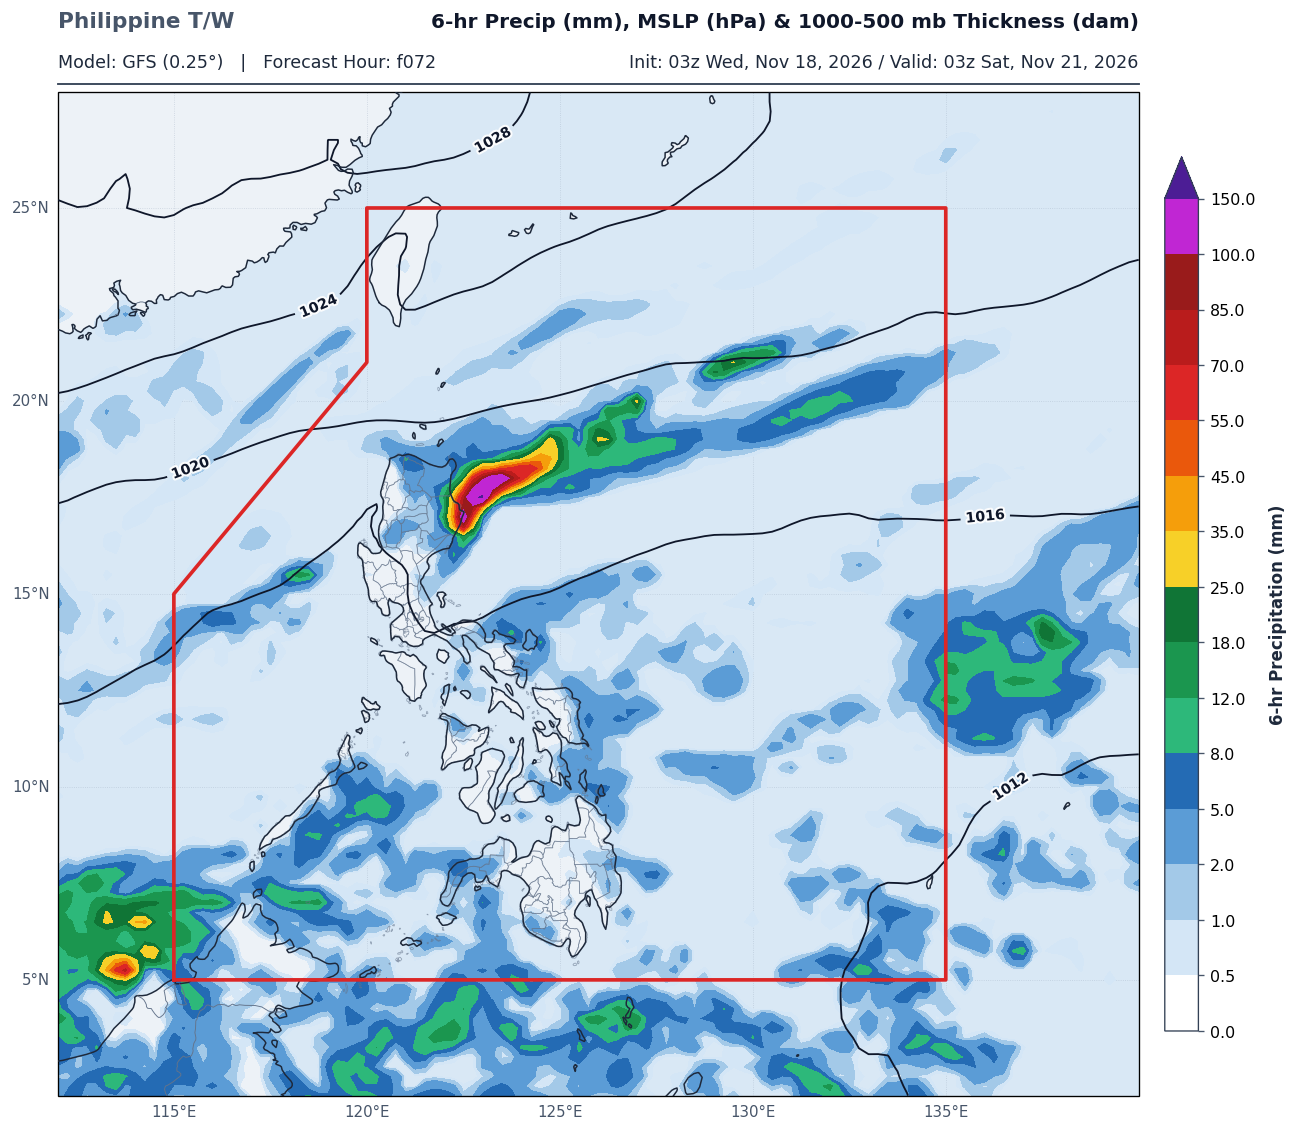 Philippine T/W
6-hr Precip (mm), MSLP (hPa) & 1000-500 mb Thickness (dam)
Model: GFS (0.25°) | Forecast Hour: f072
Init: 03z Wed, Nov 18, 2026 / Valid: 03z Sat, Nov 21, 2026
1028
1024
1020
1016
1012
25°N
20°N
15°N
10°N
5°N
115°E
120°E
125°E
130°E
135°E
150.0
100.0
85.0
70.0
55.0
45.0
35.0
25.0
18.0
12.0
8.0
5.0
2.0
1.0
0.5
0.0
6-hr Precipitation (mm)